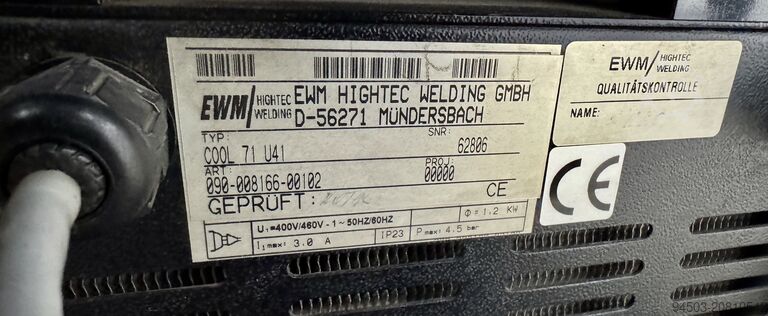 EWM/ HIGHTEC WELDING EWM HIGHTEC WELDING GMBH
D-56271 MÜNDERSBACH
TYP: SNR:
COOL 71 U41 62806
ART: PROJ:
090-008166-00102 00000
GEPRÜFT: CE
U₁=400V/460V-1~50HZ/60HZ Φ=1.2 KW
I₁max: 3.0 A IP23 Pmax: 4.5 bar
EWM/ HIGHTEC WELDING
QUALITÄTSKONTROLLE
NAME:
CE